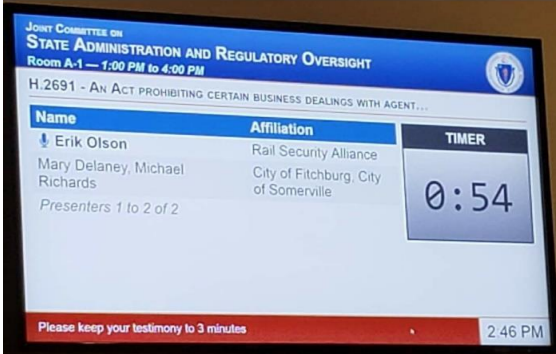 JOINT COMMITTEE ON
STATE ADMINISTRATION AND REGULATORY OVERSIGHT
Room A-1 — 1:00 PM to 4:00 PM
H.2691 - AN ACT PROHIBITING CERTAIN BUSINESS DEALINGS WITH AGENT...
Name Affiliation
Erik Olson Rail Security Alliance
Mary Delaney, Michael
Richards
City of Fitchburg, City
of Somerville
Presenters 1 to 2 of 2
TIMER
0:54
Please keep your testimony to 3 minutes
2:46 PM